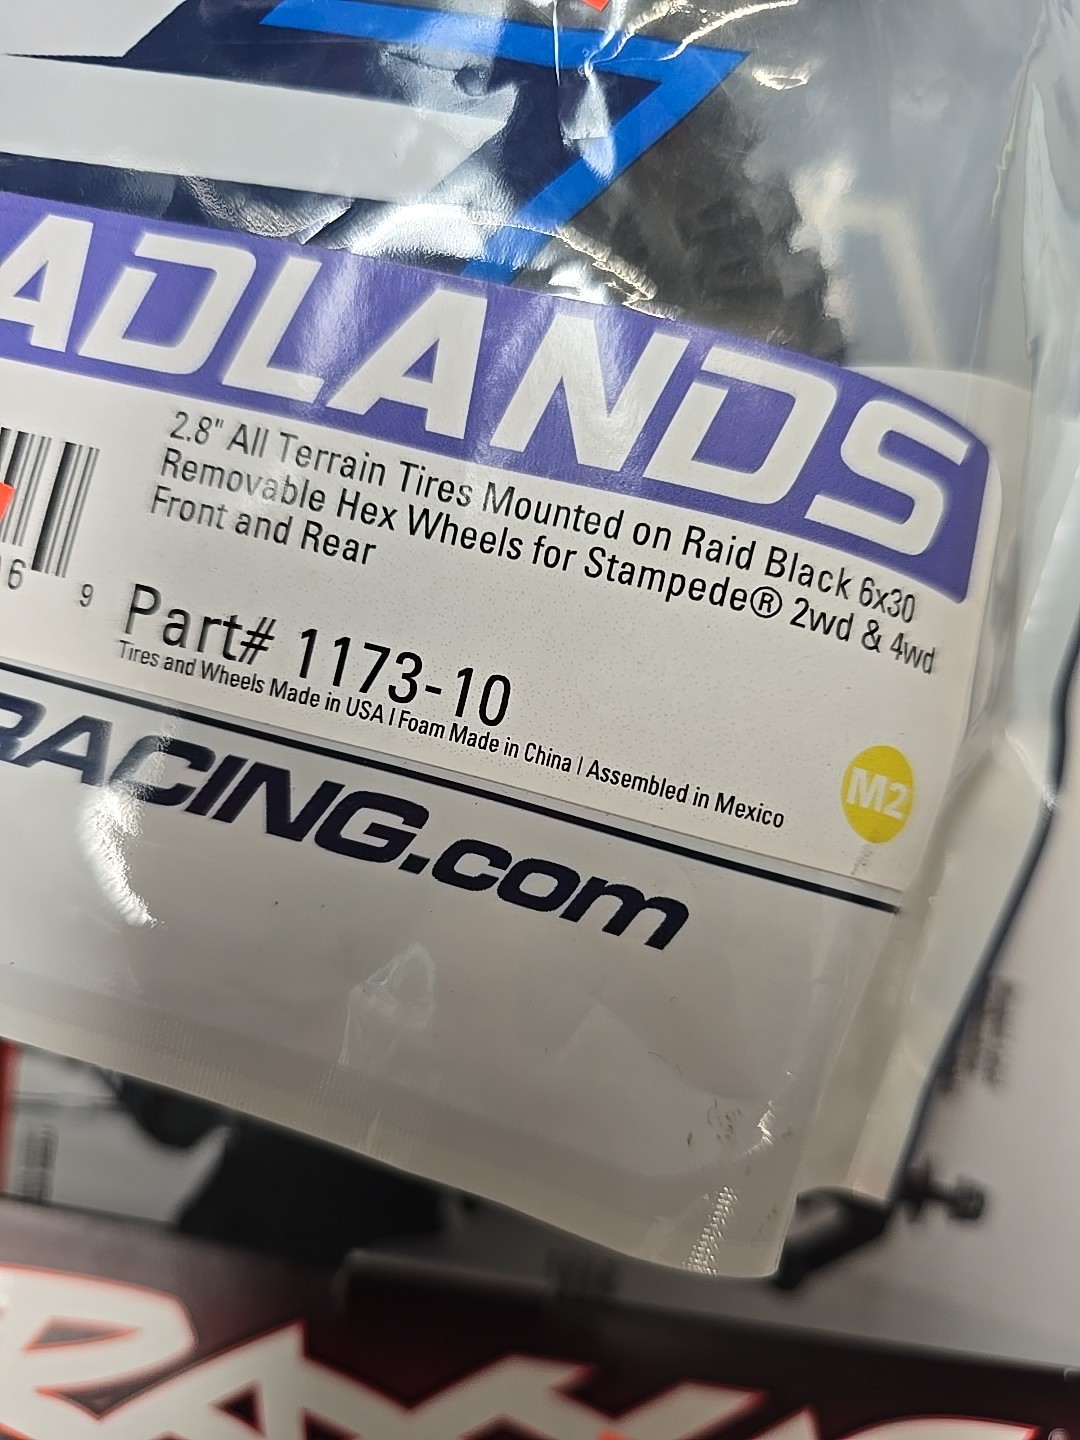 ADLANDS
2.8" All Terrain Tires Mounted on Raid Black 6x30
Removable Hex Wheels for Stampede® 2wd & 4wd
Front and Rear
6 9
Part# 1173-10
Tires and Wheels Made in USA | Foam Made in China | Assembled in Mexico
M2
RACING.com